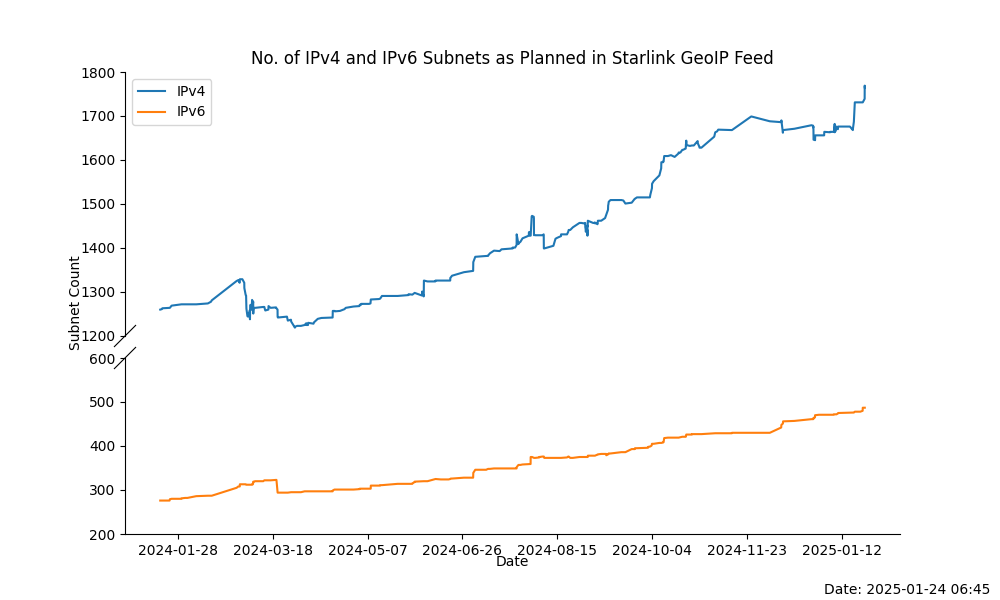 No. of IPv4 and IPv6 Subnets as Planned in Starlink GeoIP Feed
IPv4
IPv6
Subnet Count
1800
1700
1600
1500
1400
1300
1200
600
500
400
300
200
2024-01-28 2024-03-18 2024-05-07 2024-06-26 2024-08-15 2024-10-04 2024-11-23 2025-01-12
Date
Date: 2025-01-24 06:45